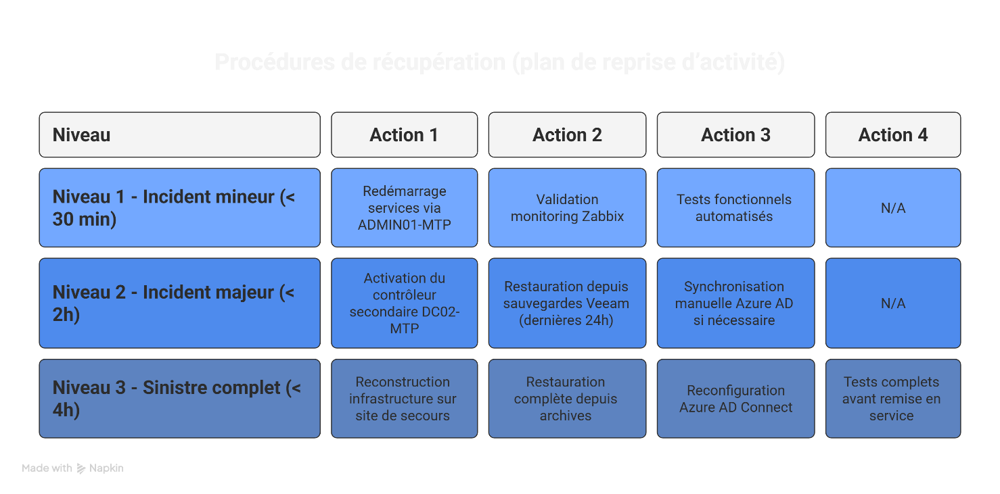 Procédures de récupération (plan de reprise d’activité)
Niveau
Action 1
Action 2
Action 3
Action 4
Niveau 1 - Incident mineur (<
30 min)
Redémarrage
services via
ADMIN01-MTP
Validation
monitoring Zabbix
Tests fonctionnels
automatisés
N/A
Niveau 2 - Incident majeur (<
2h)
Activation du
contrôleur
secondaire DC02-
MTP
Restauration depuis
sauvegardes Veeam
(dernières 24h)
Synchronisation
manuelle Azure AD
si nécessaire
N/A
Niveau 3 - Sinistre complet (<
4h)
Reconstruction
infrastructure sur
site de secours
Restauration
complète depuis
archives
Reconfiguration
Azure AD Connect
Tests complets
avant remise en
service
Made with Napkin